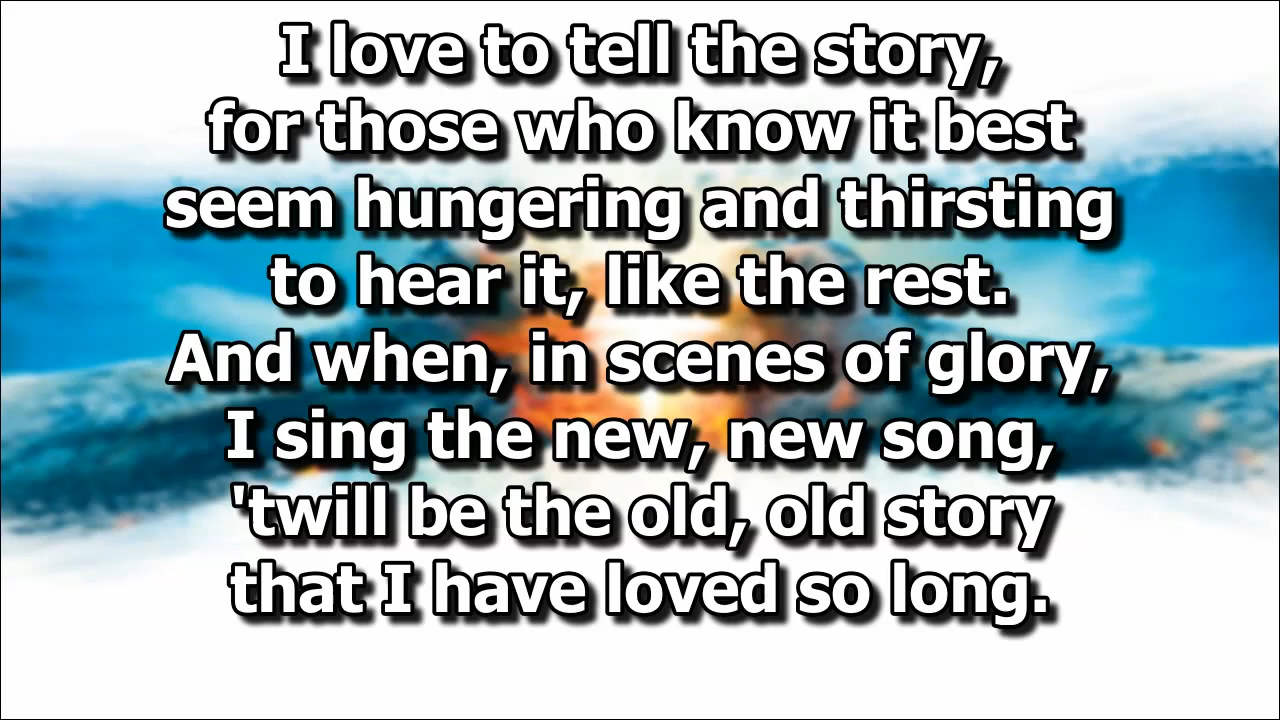 I love to tell the story,
for those who know it best
seem hungering and thirsting
to hear it, like the rest.
And when, in scenes of glory,
I sing the new, new song,
'twill be the old, old story
that I have loved so long.